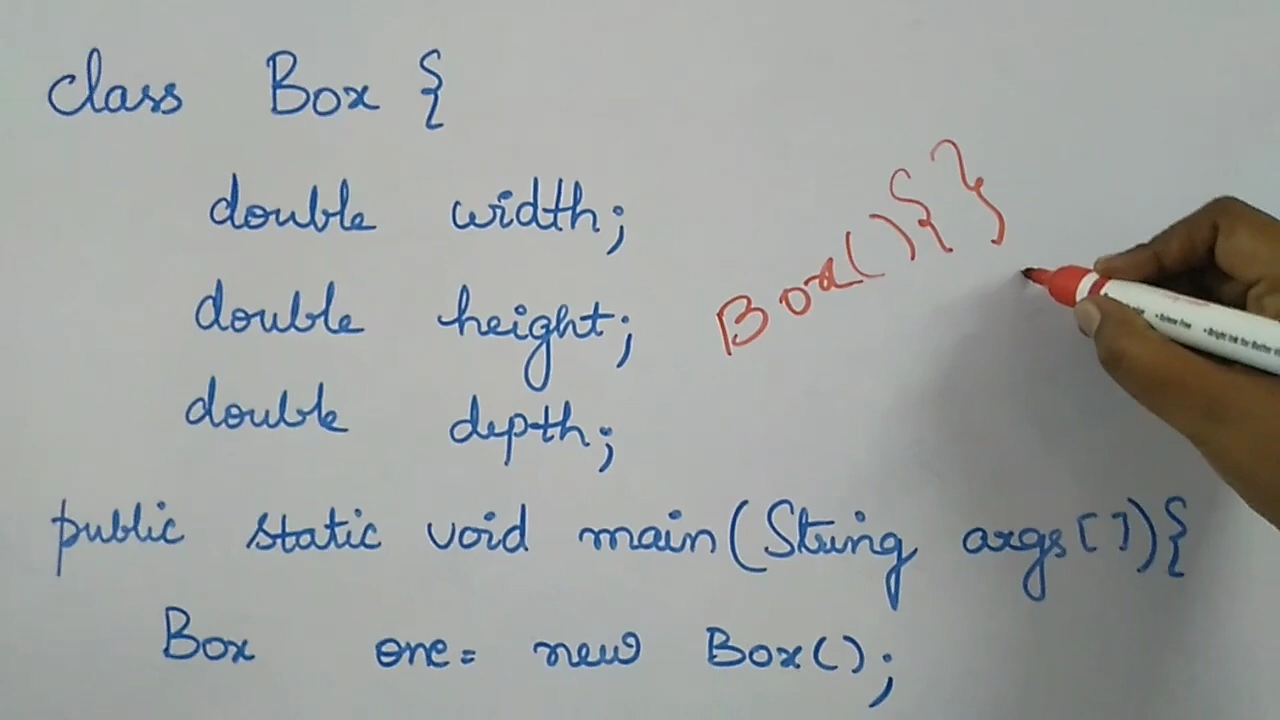 class Box {
double width;
Box(){}
double height;
double depth;
public static void main(String args[]){
Box one= new Box();